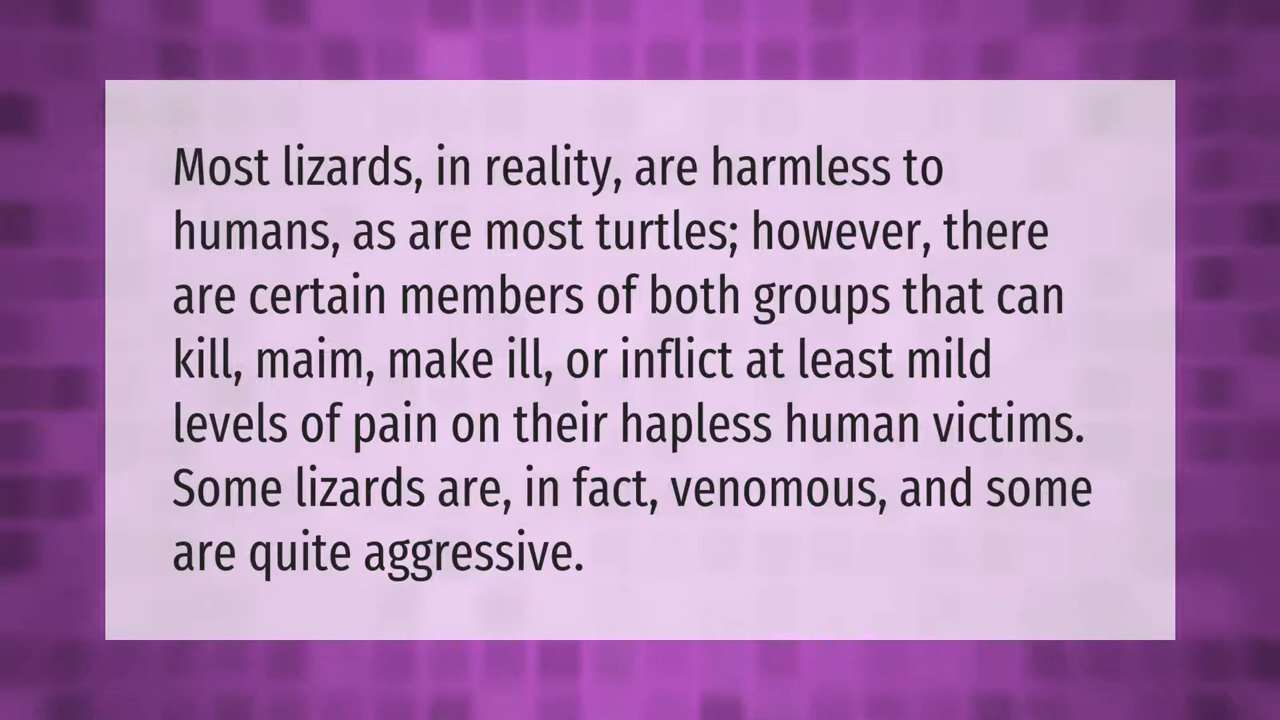 Most lizards, in reality, are harmless to
humans, as are most turtles; however, there
are certain members of both groups that can
kill, maim, make ill, or inflict at least mild
levels of pain on their hapless human victims.
Some lizards are, in fact, venomous, and some
are quite aggressive.